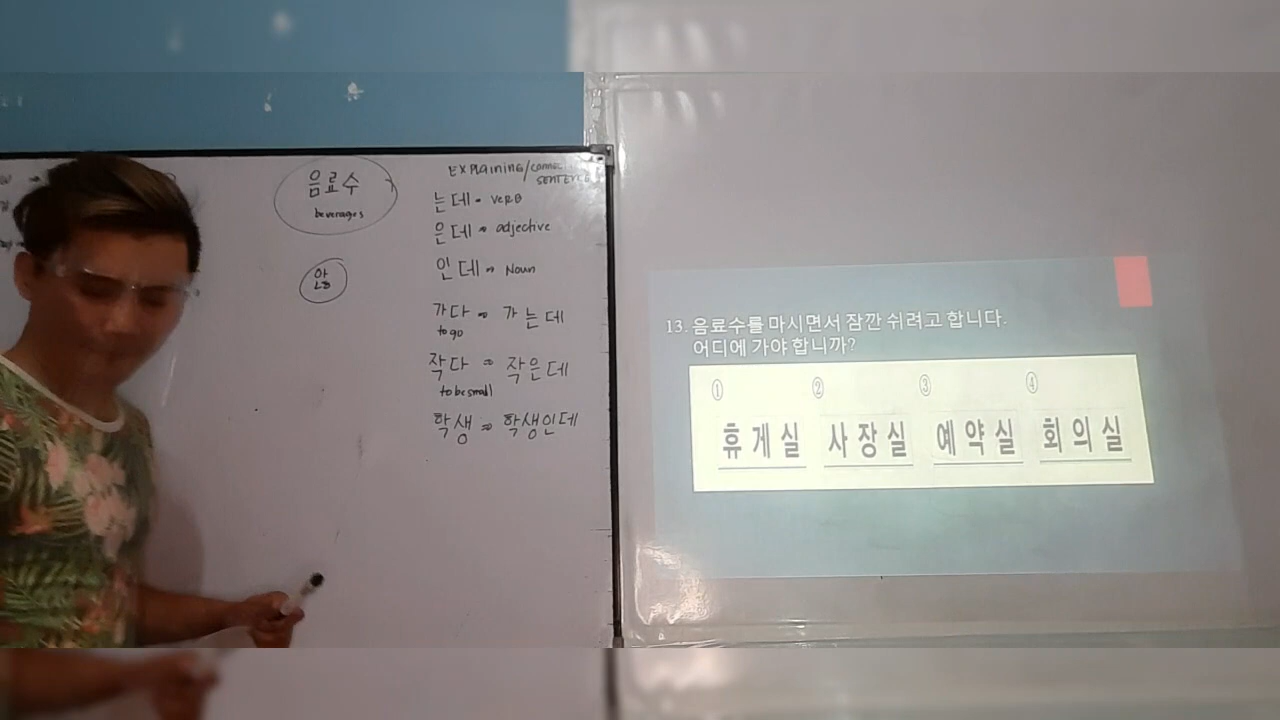 음료수
beverages
않
EXPlaining/
SENTENCE
는데 = VERB
은데 ⇒ adjective
인데 ⇒ Noun
가다 ⇒ 가는데
to go
작다 ⇒ 작은데
to be small
학생 ⇒ 학생인데
13. 음료수를 마시면서 잠깐 쉬려고 합니다.
어디에 가야 합니까?
① ② ③ ④
휴게실 사장실 예약실 회의실